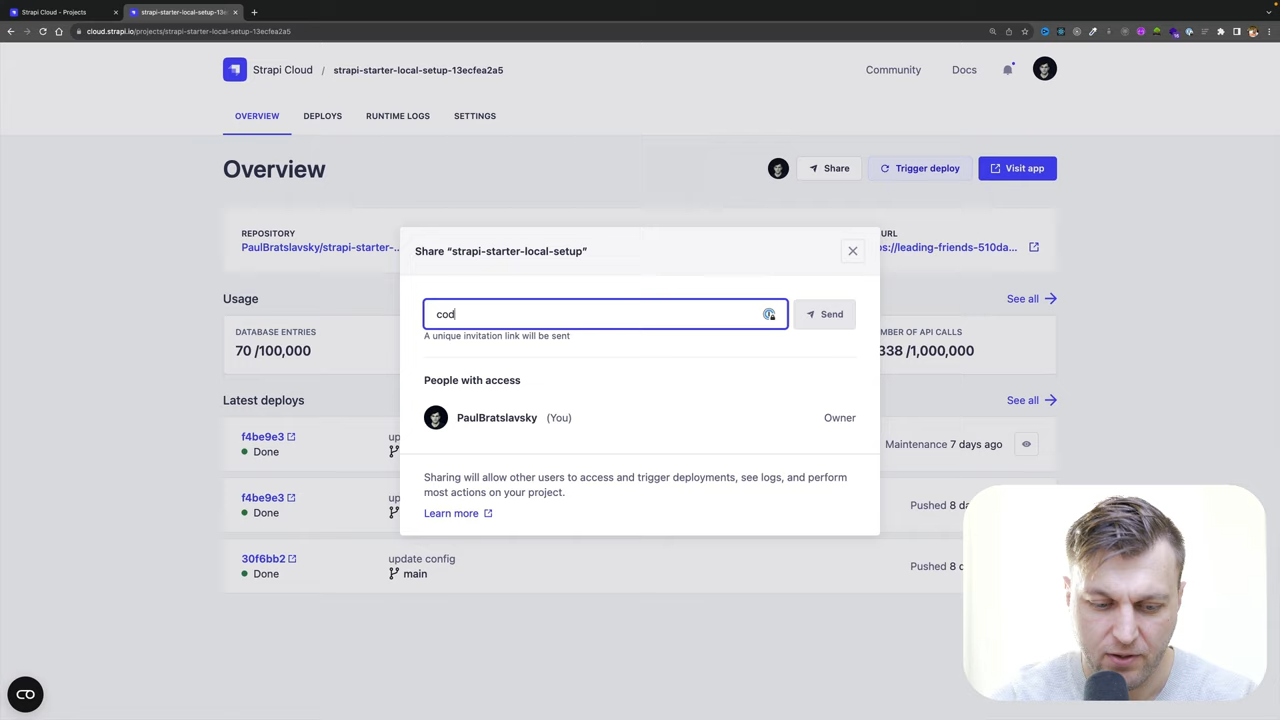 Strapi Cloud - Projects
strapi-starter-local-setup-13e
cloud.strapi.io/projects/strapi-starter-local-setup-13ecfea2a5
Strapi Cloud / strapi-starter-local-setup-13ecfea2a5
Community
Docs
OVERVIEW
DEPLOYS
RUNTIME LOGS
SETTINGS
Overview
Share
Trigger deploy
Visit app
REPOSITORY
PaulBratslavsky/strapi-starter-...
URL
ps://leading-friends-510da...
Share “strapi-starter-local-setup”
cod
Send
A unique invitation link will be sent
People with access
PaulBratslavsky (You)
Owner
Sharing will allow other users to access and trigger deployments, see logs, and perform
most actions on your project.
Learn more
Usage
See all
DATABASE ENTRIES
70 /100,000
MBER OF API CALLS
338 /1,000,000
Latest deploys
See all
f4be9e3
Done
up
Maintenance 7 days ago
f4be9e3
Done
up
Pushed 8 da
30f6bb2
Done
update config
main
Pushed 8 d